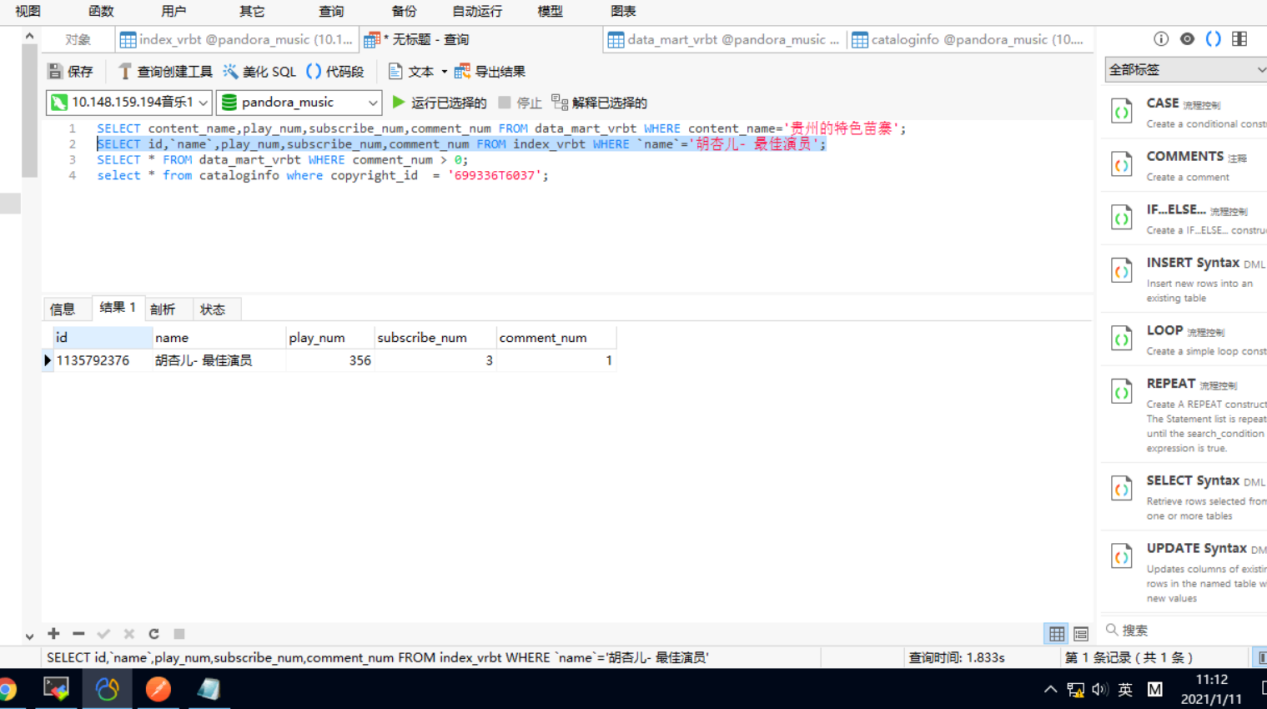 视图 函数 用户 其它 查询 备份 自动运行 模型 图表
对象 index_vrbt @pandora_music (10.1... * 无标题 - 查询 data_mart_vrbt @pandora_music ... cataloginfo @pandora_music (10....
保存 查询创建工具 美化 SQL () 代码段 文本 导出结果
全部标签
10.148.159.194音乐1 pandora_music 运行已选择的 停止 解释已选择的
1 SELECT content_name,play_num,subscribe_num,comment_num FROM data_mart_vrbt WHERE content_name='贵州的特色苗寨';
2 SELECT id,`name`,play_num,subscribe_num,comment_num FROM index_vrbt WHERE `name`='胡杏儿- 最佳演员';
3 SELECT * FROM data_mart_vrbt WHERE comment_num > 0;
4 select * from cataloginfo where copyright_id = '699336T6037';
信息 结果 1 剖析 状态
id name play_num subscribe_num comment_num
1135792376 胡杏儿- 最佳演员 356 3 1
CASE 流程控制
Create a conditional const
COMMENTS 注释
Create a comment
IF...ELSE... 流程控制
Create a IF...ELSE... constru
INSERT Syntax DML
Insert new rows into an
existing table
LOOP 流程控制
Create a simple loop const
REPEAT 流程控制
Create A REPEAT construct
The Statement list is repeat
until the search_condition
expression is true.
SELECT Syntax DML
Retrieve rows selected from
one or more tables
UPDATE Syntax DM
Updates columns of existin
rows in the named table w
new values
搜索
SELECT id,`name`,play_num,subscribe_num,comment_num FROM index_vrbt WHERE `name`='胡杏儿- 最佳演员' 查询时间: 1.833s 第 1 条记录 (共 1 条)
英 M 11:12
2021/1/11